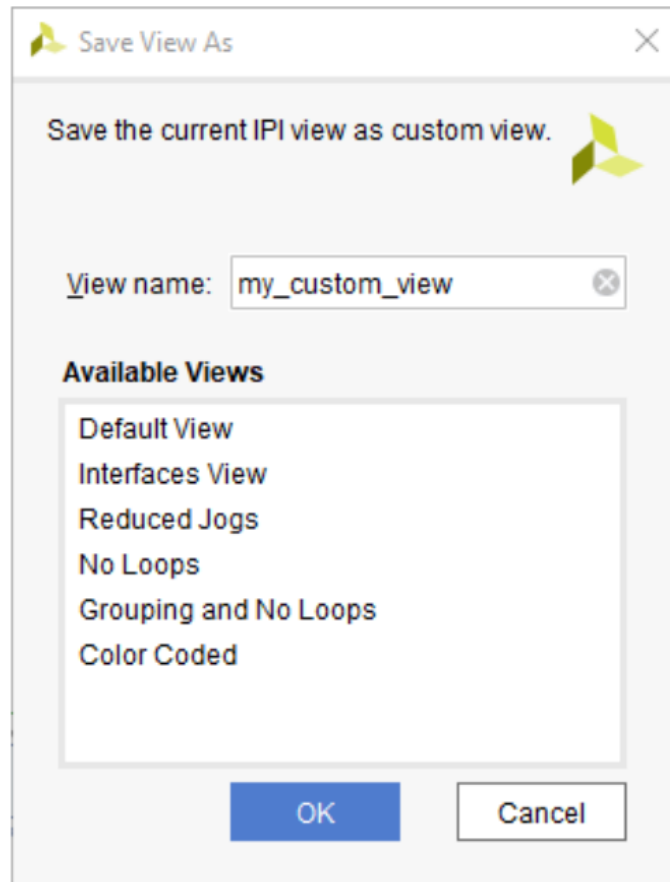 Save View As
Save the current IPI view as custom view.
View name: my_custom_view
Available Views
Default View
Interfaces View
Reduced Jogs
No Loops
Grouping and No Loops
Color Coded
OK Cancel